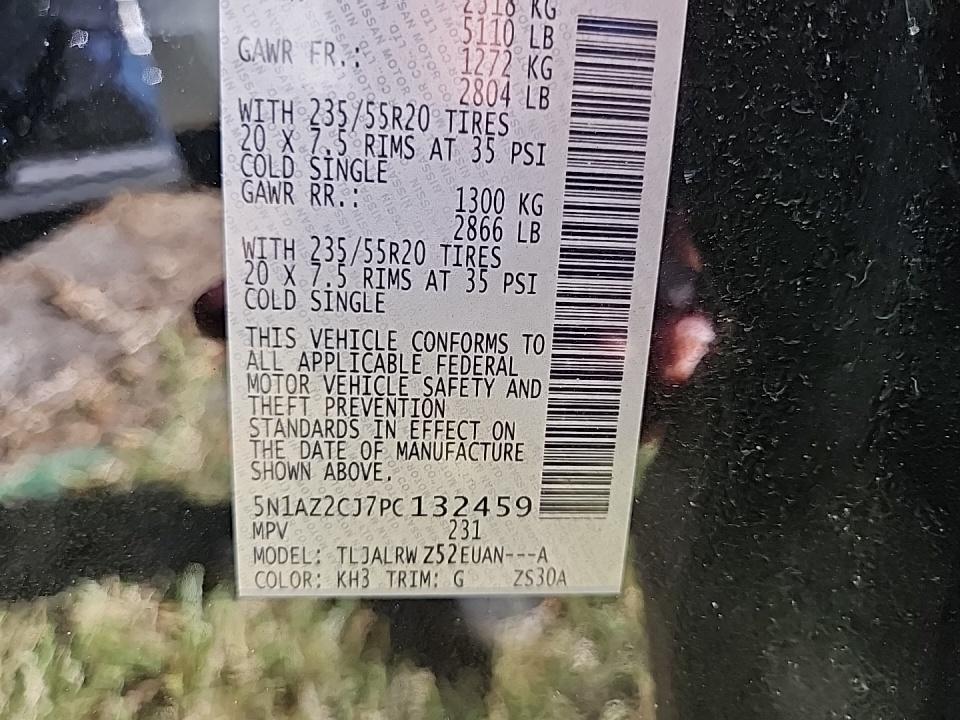 2318 KG
5110 LB
GAWR FR.: 1272 KG
2804 LB
WITH 235/55R20 TIRES
20 X 7.5 RIMS AT 35 PSI
COLD SINGLE
GAWR RR.: 1300 KG
2866 LB
WITH 235/55R20 TIRES
20 X 7.5 RIMS AT 35 PSI
COLD SINGLE
THIS VEHICLE CONFORMS TO
ALL APPLICABLE FEDERAL
MOTOR VEHICLE SAFETY AND
THEFT PREVENTION
STANDARDS IN EFFECT ON
THE DATE OF MANUFACTURE
SHOWN ABOVE.
5N1AZ2CJ7PC132459
MPV 231
MODEL: TLJALRWZ52EUAN---A
COLOR: KH3 TRIM: G ZS30A